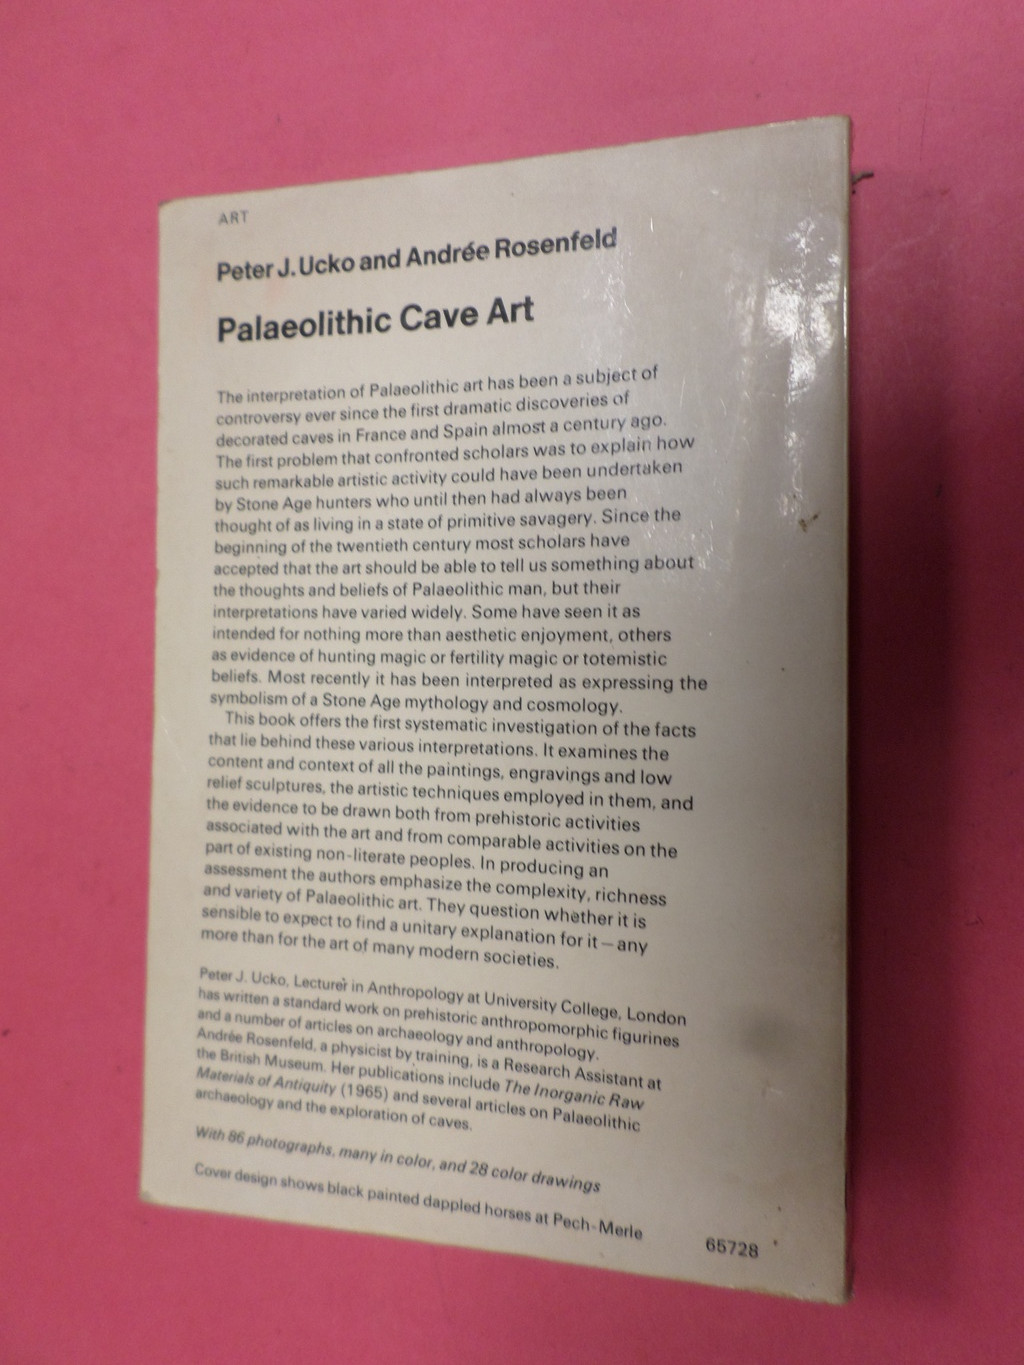 ART
Peter J. Ucko and Andrée Rosenfeld
Palaeolithic Cave Art
The interpretation of Palaeolithic art has been a subject of
controversy ever since the first dramatic discoveries of
decorated caves in France and Spain almost a century ago.
The first problem that confronted scholars was to explain how
such remarkable artistic activity could have been undertaken
by Stone Age hunters who until then had always been
thought of as living in a state of primitive savagery. Since the
beginning of the twentieth century most scholars have
accepted that the art should be able to tell us something about
the thoughts and beliefs of Palaeolithic man, but their
interpretations have varied widely. Some have seen it as
intended for nothing more than aesthetic enjoyment, others
as evidence of hunting magic or fertility magic or totemistic
beliefs. Most recently it has been interpreted as expressing the
symbolism of a Stone Age mythology and cosmology.
This book offers the first systematic investigation of the facts
that lie behind these various interpretations. It examines the
content and context of all the paintings, engravings and low
relief sculptures, the artistic techniques employed in them, and
the evidence to be drawn both from prehistoric activities
associated with the art and from comparable activities on the
part of existing non-literate peoples. In producing an
assessment the authors emphasize the complexity, richness
and variety of Palaeolithic art. They question whether it is
sensible to expect to find a unitary explanation for it — any
more than for the art of many modern societies.
Peter J. Ucko, Lecturer in Anthropology at University College, London
has written a standard work on prehistoric anthropomorphic figurines
and a number of articles on archaeology and anthropology.
Andrée Rosenfeld, a physicist by training, is a Research Assistant at
the British Museum. Her publications include The Inorganic Raw
Materials of Antiquity (1965) and several articles on Palaeolithic
archaeology and the exploration of caves.
With 86 photographs, many in color, and 28 color drawings
Cover design shows black painted dappled horses at Pech-Merle
65728